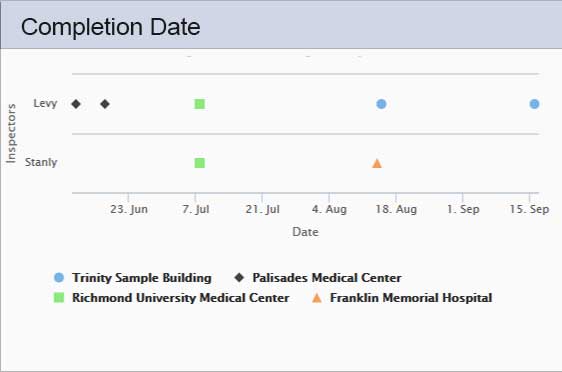 Completion Date
Inspectors
Levy
Stanly
23. Jun 7. Jul 21. Jul 4. Aug 18. Aug 1. Sep 15. Sep
Date
Trinity Sample Building Palisades Medical Center
Richmond University Medical Center Franklin Memorial Hospital